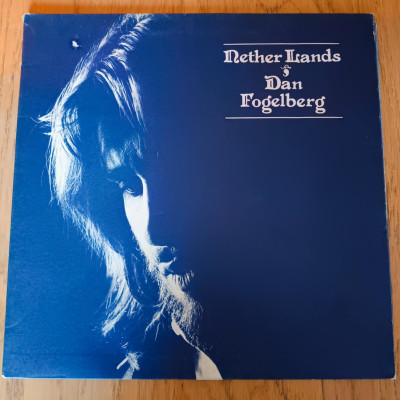 Nether Lands
Dan
Fogelberg